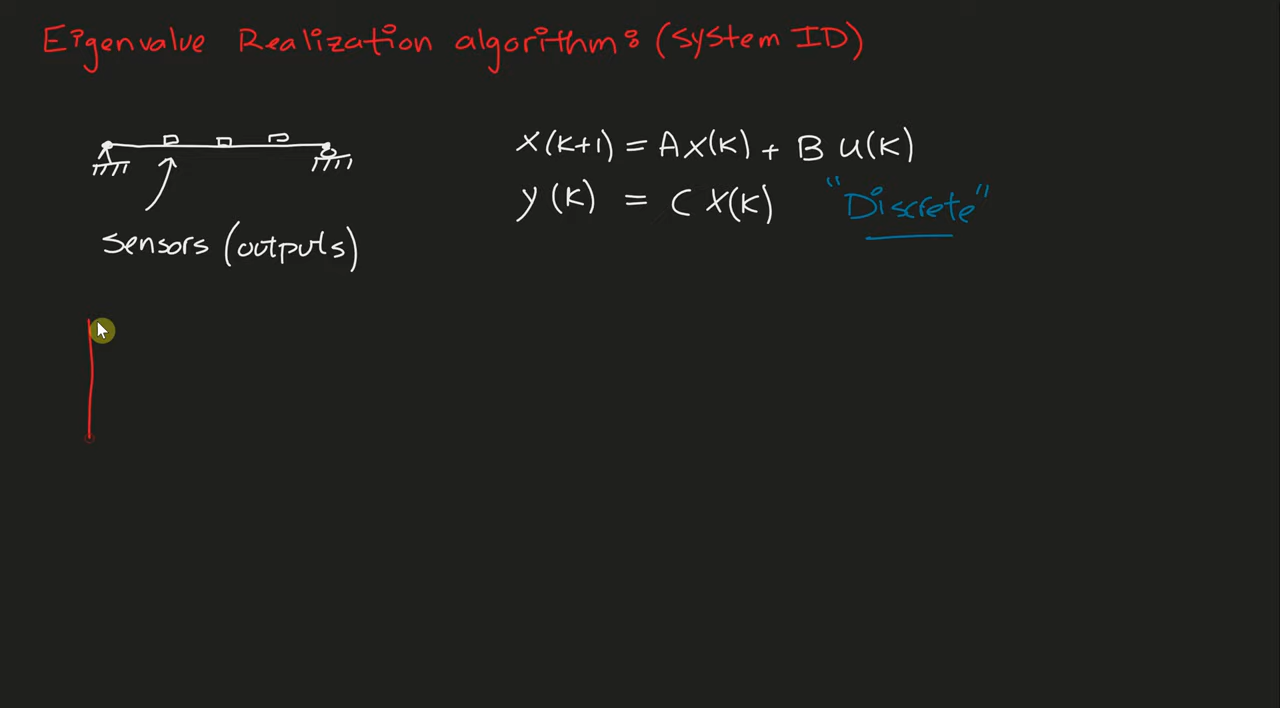 Eigenvalue Realization algorithm: (system ID)
x(k+1) = Ax(k) + B u(k)
y(k) = C x(k) "Discrete"
sensors (outputs)